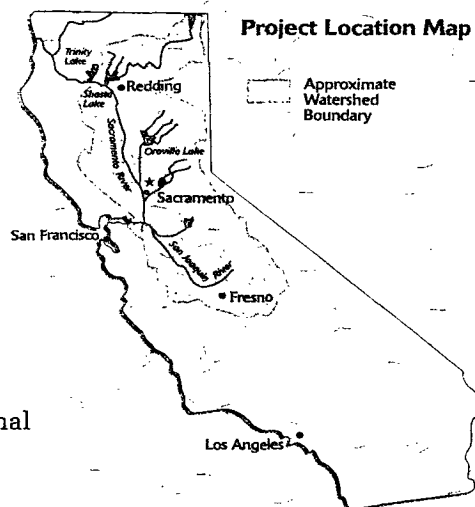 Project Location Map
Approximate
Watershed
Boundary
Trinity
Lake
Shasta
Lake
Redding
Sacramento
River
Oroville Lake
Sacramento
San Francisco
San Joaquin
River
Fresno
nal
Los Angeles